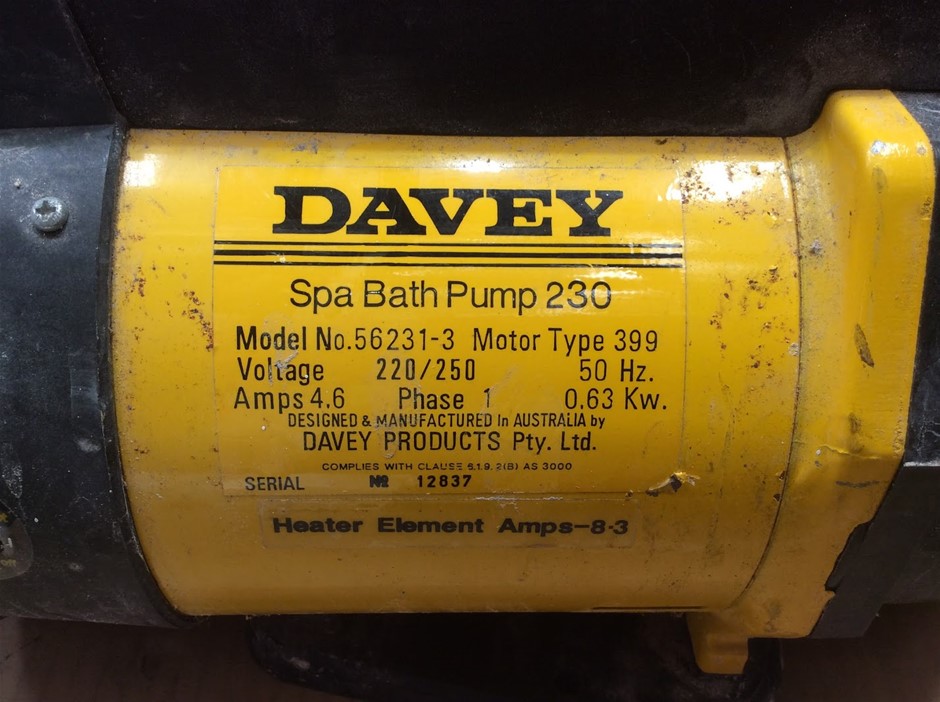 DAVEY
Spa Bath Pump 230
Model No.56231-3 Motor Type 399
Voltage 220/250 50 Hz.
Amps 4.6 Phase 1 0.63 Kw.
DESIGNED & MANUFACTURED In AUSTRALIA by
DAVEY PRODUCTS Pty. Ltd.
COMPLIES WITH CLAUSE 6.1.9. 2(B) AS 3000
SERIAL № 12837
Heater Element Amps-8·3